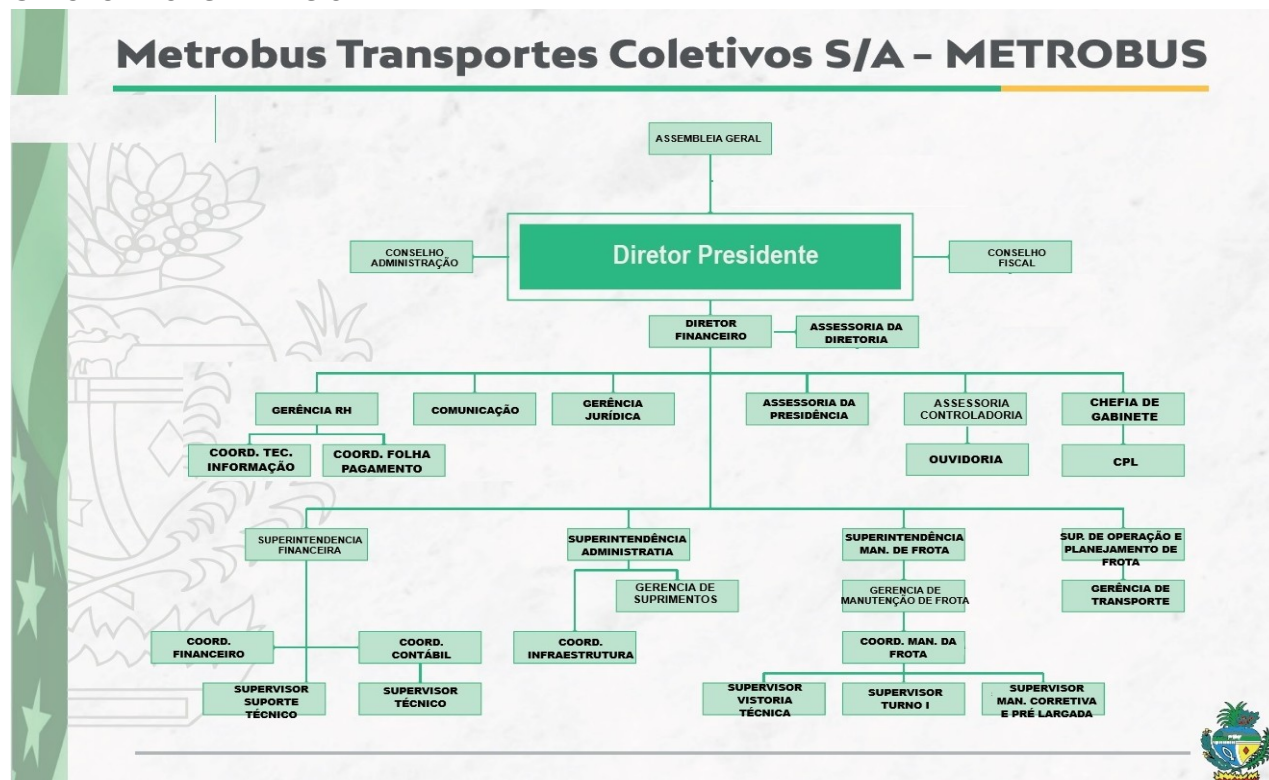 Metrobus Transportes Coletivos S/A – METROBUS
ASSEMBLEIA GERAL
CONSELHO
ADMINISTRAÇÃO
Diretor Presidente
CONSELHO
FISCAL
DIRETOR
FINANCEIRO
ASSESSORIA DA
DIRETORIA
GERÊNCIA RH
COMUNICAÇÃO
GERÊNCIA
JURÍDICA
ASSESSORIA DA
PRESIDÊNCIA
ASSESSORIA
CONTROLADORIA
CHEFIA DE
GABINETE
COORD. TEC.
INFORMAÇÃO
COORD. FOLHA
PAGAMENTO
OUVIDORIA
CPL
SUPERINTENDENCIA
FINANCEIRA
SUPERINTENDÊNCIA
ADMINISTRATIA
SUPERINTENDÊNCIA
MAN. DE FROTA
SUP. DE OPERAÇÃO E
PLANEJAMENTO DE
FROTA
GERENCIA DE
SUPRIMENTOS
GERENCIA DE
MANUTENÇÃO DE FROTA
GERÊNCIA DE
TRANSPORTE
COORD.
FINANCEIRO
COORD.
CONTÁBIL
COORD.
INFRAESTRUTURA
COORD. MAN. DA
FROTA
SUPERVISOR
SUPORTE
TÉCNICO
SUPERVISOR
TÉCNICO
SUPERVISOR
VISTORIA
TÉCNICA
SUPERVISOR
TURNO I
SUPERVISOR
MAN. CORRETIVA
E PRÉ LARGADA